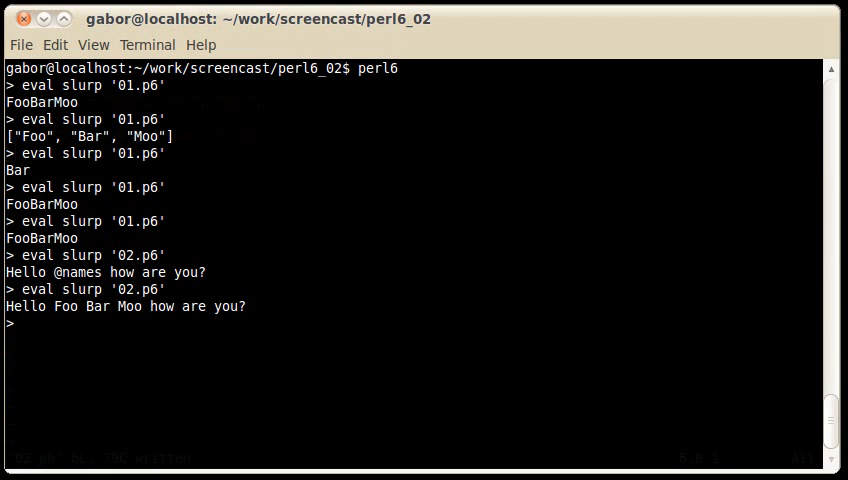 gabor@localhost: ~/work/screencast/perl6_02
File Edit View Terminal Help
gabor@localhost:~/work/screencast/perl6_02$ perl6
> eval slurp '01.p6'
FooBarMoo
> eval slurp '01.p6'
["Foo", "Bar", "Moo"]
> eval slurp '01.p6'
Bar
> eval slurp '01.p6'
FooBarMoo
> eval slurp '01.p6'
FooBarMoo
> eval slurp '02.p6'
Hello @names how are you?
> eval slurp '02.p6'
Hello Foo Bar Moo how are you?
>
written